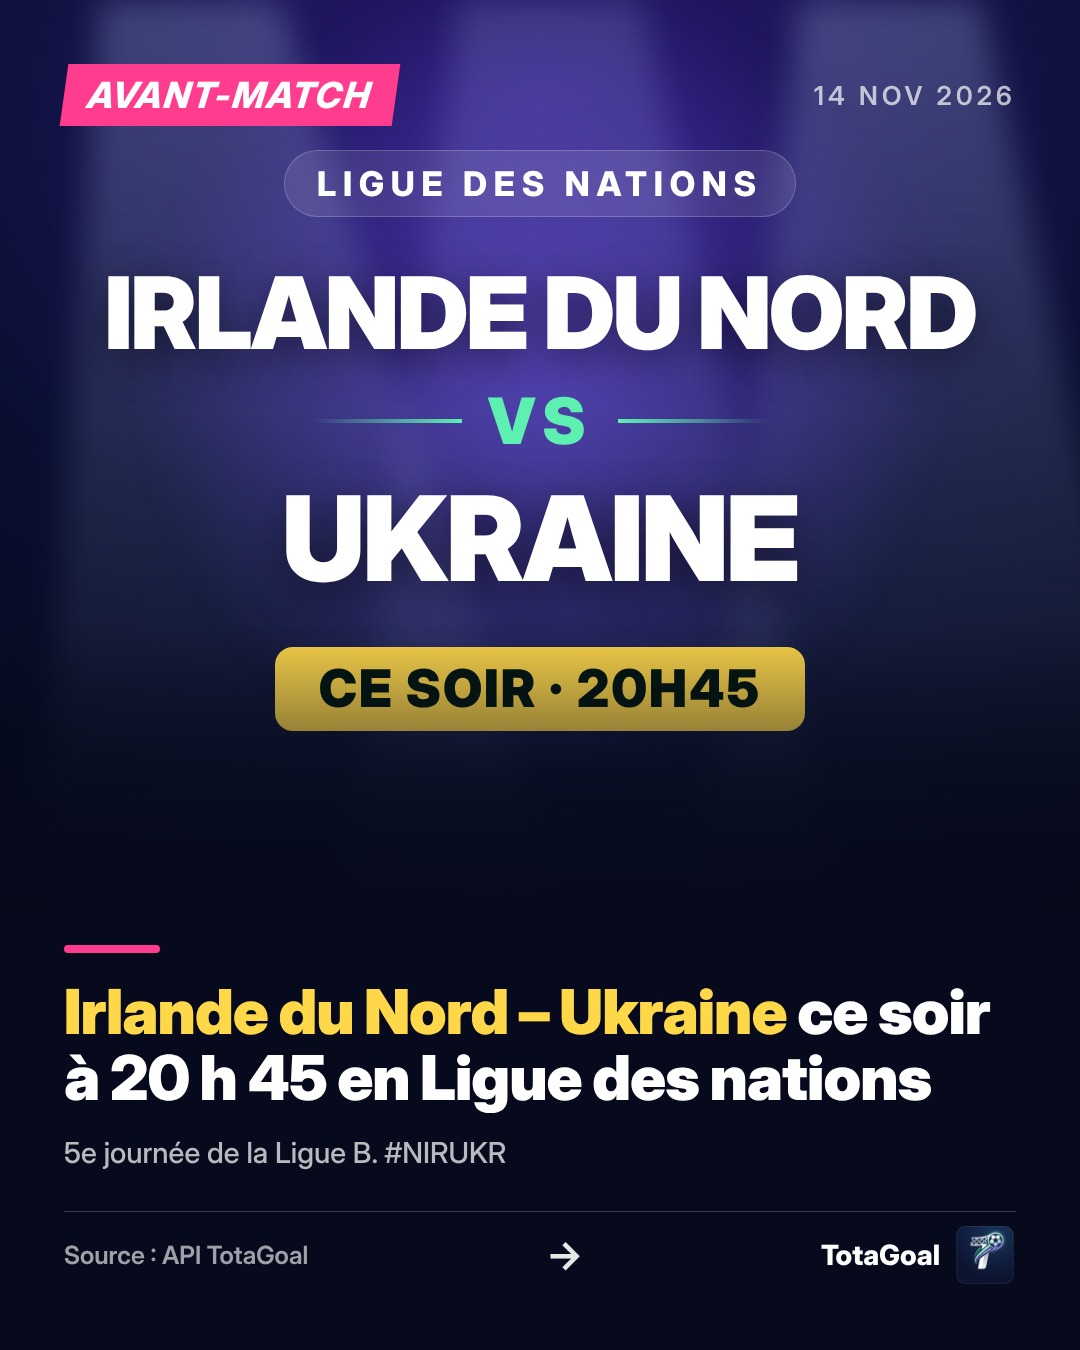 AVANT-MATCH
14 NOV 2026
LIGUE DES NATIONS
IRLANDE DU NORD
VS
UKRAINE
CE SOIR · 20H45
Irlande du Nord – Ukraine ce soir
à 20 h 45 en Ligue des nations
5e journée de la Ligue B. #NIRUKR
Source : API TotaGoal
→
TotaGoal